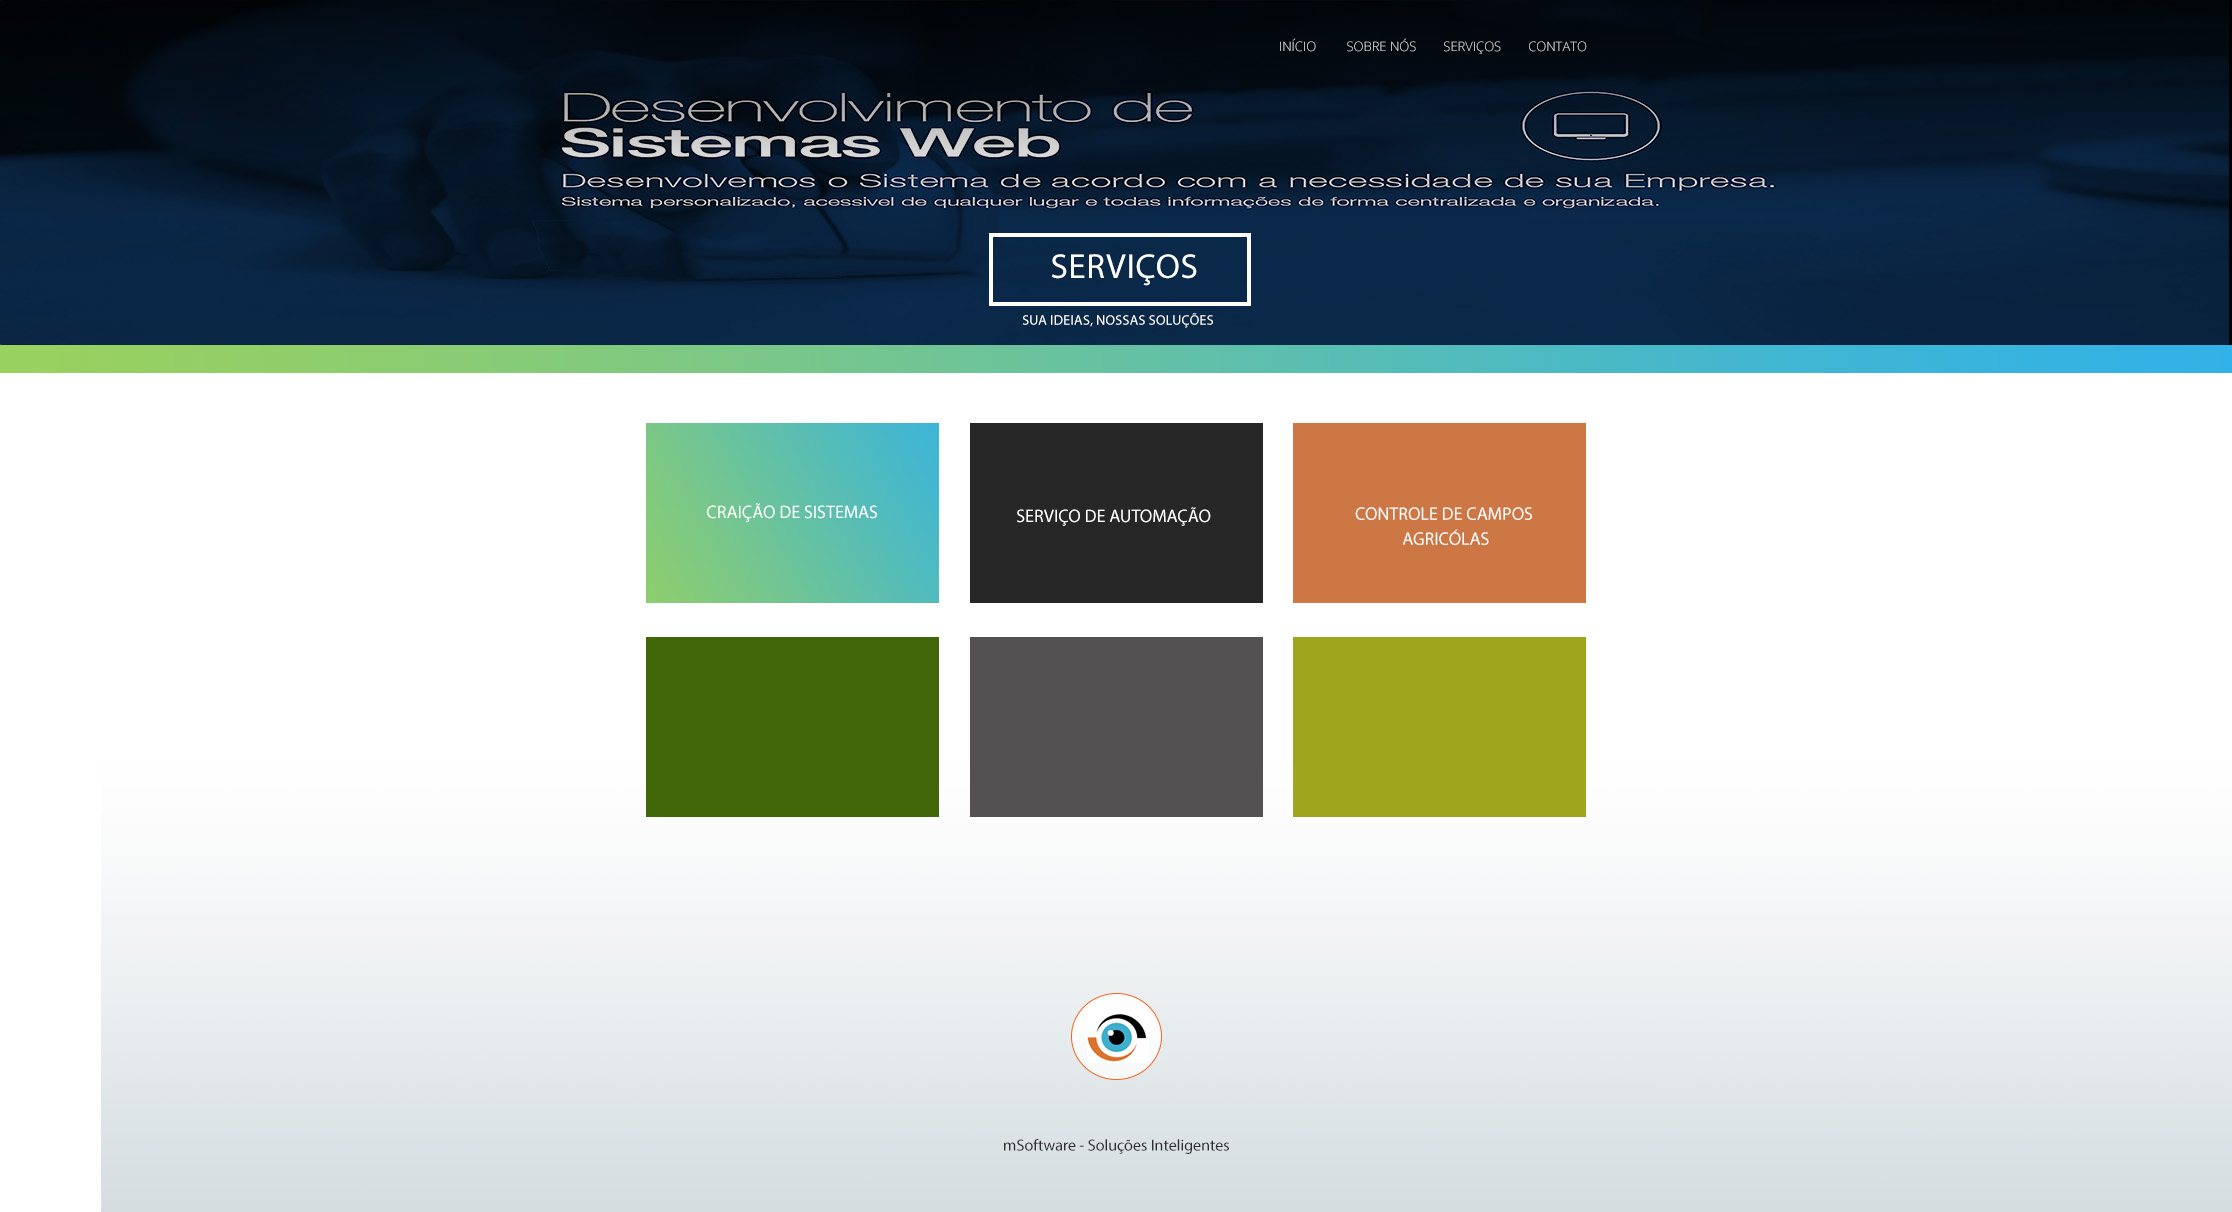 INÍCIO SOBRE NÓS SERVIÇOS CONTATO
Desenvolvimento de
Sistemas Web
Desenvolvemos o Sistema de acordo com a necessidade de sua Empresa.
Sistema personalizado, acessivel de qualquer lugar e todas informações de forma centralizada e organizada.
SERVIÇOS
SUA IDEIAS, NOSSAS SOLUÇÕES
CRAIÇÃO DE SISTEMAS
SERVIÇO DE AUTOMAÇÃO
CONTROLE DE CAMPOS
AGRICÓLAS
mSoftware - Soluções Inteligentes